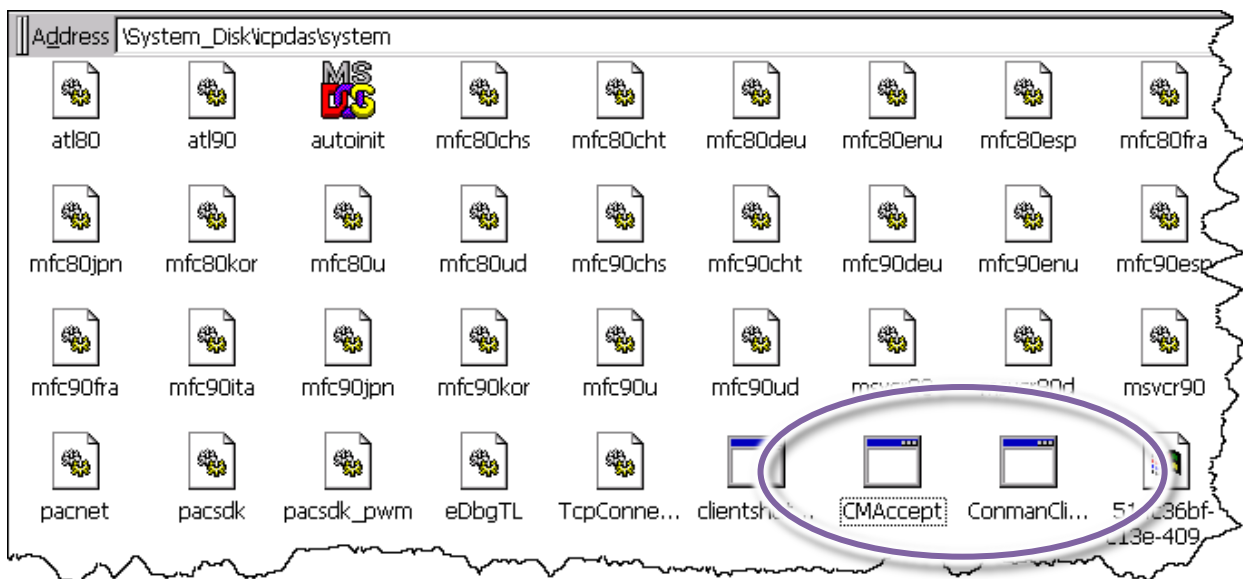 Address \System_Disk\icpdas\system
MS
DOS
atl80 atl90 autoinit mfc80chs mfc80cht mfc80deu mfc80enu mfc80esp mfc80fra
mfc80jpn mfc80kor mfc80u mfc80ud mfc90chs mfc90cht mfc90deu mfc90enu mfc90esp
mfc90fra mfc90ita mfc90jpn mfc90kor mfc90u mfc90ud msvcr90
pacnet pacsdk pacsdk_pwm eDbgTL TcpConne... CMAccept ConmanCli...